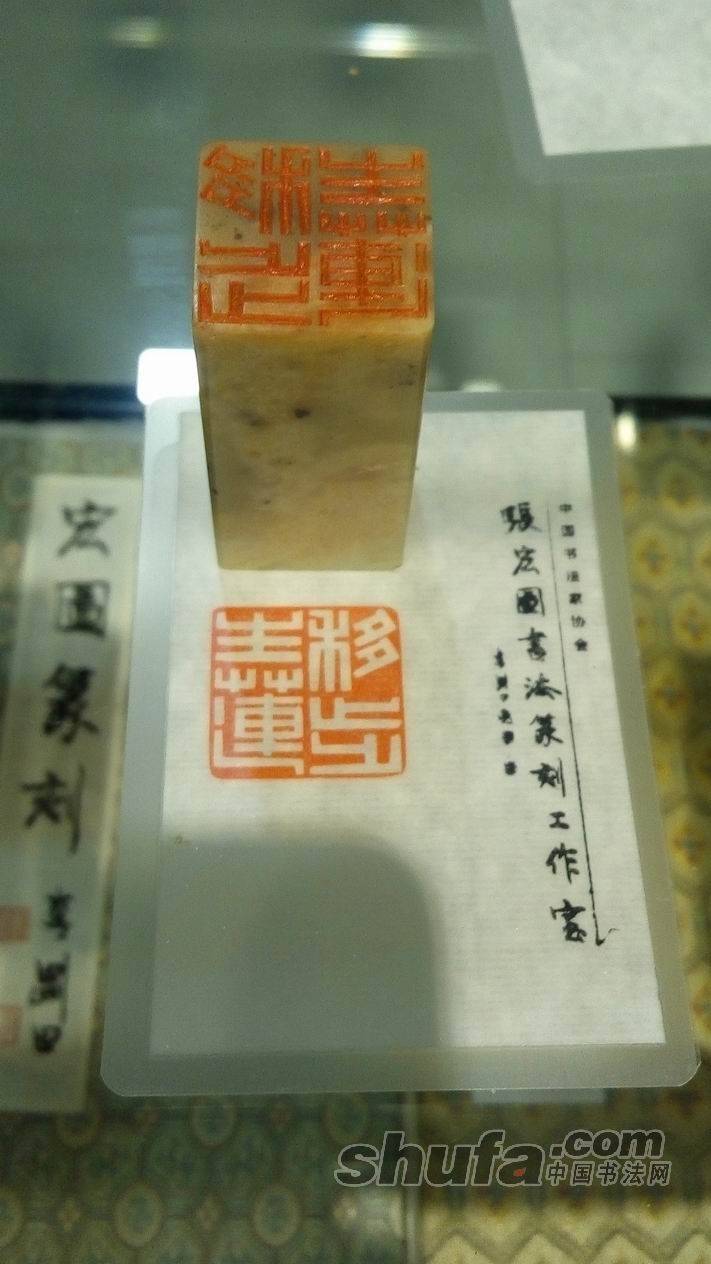 移步
生蓮
中国书法家协会
張宏圖書法篆刻工作室
宏圖篆刻
shufa.com
中国书法网